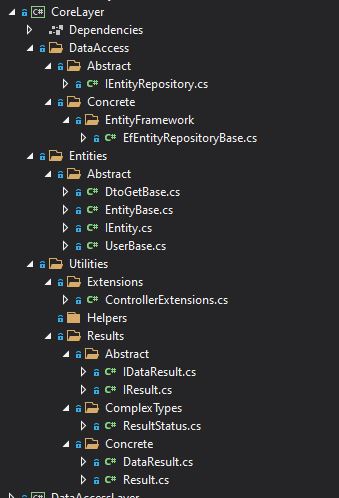 CoreLayer
Dependencies
DataAccess
Abstract
C# IEntityRepository.cs
Concrete
EntityFramework
C# EfEntityRepositoryBase.cs
Entities
Abstract
C# DtoGetBase.cs
C# EntityBase.cs
C# IEntity.cs
C# UserBase.cs
Utilities
Extensions
C# ControllerExtensions.cs
Helpers
Results
Abstract
C# IDataResult.cs
C# IResult.cs
ComplexTypes
C# ResultStatus.cs
Concrete
C# DataResult.cs
C# Result.cs
DataAccessLayer